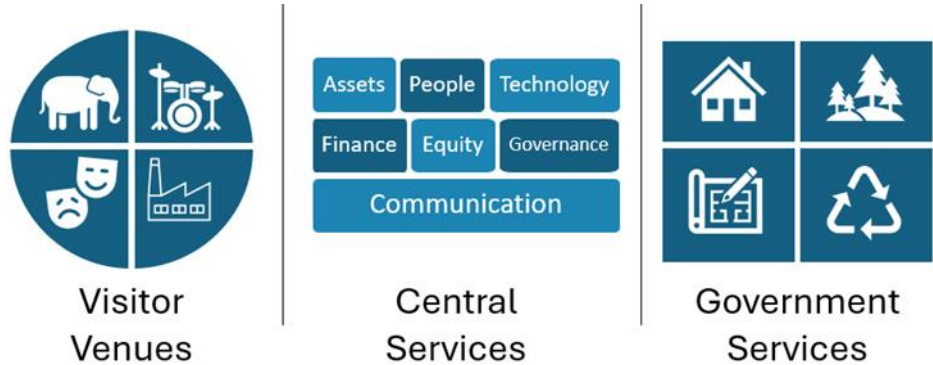 Assets People Technology
Finance Equity Governance
Communication
Visitor
Venues
Central
Services
Government
Services